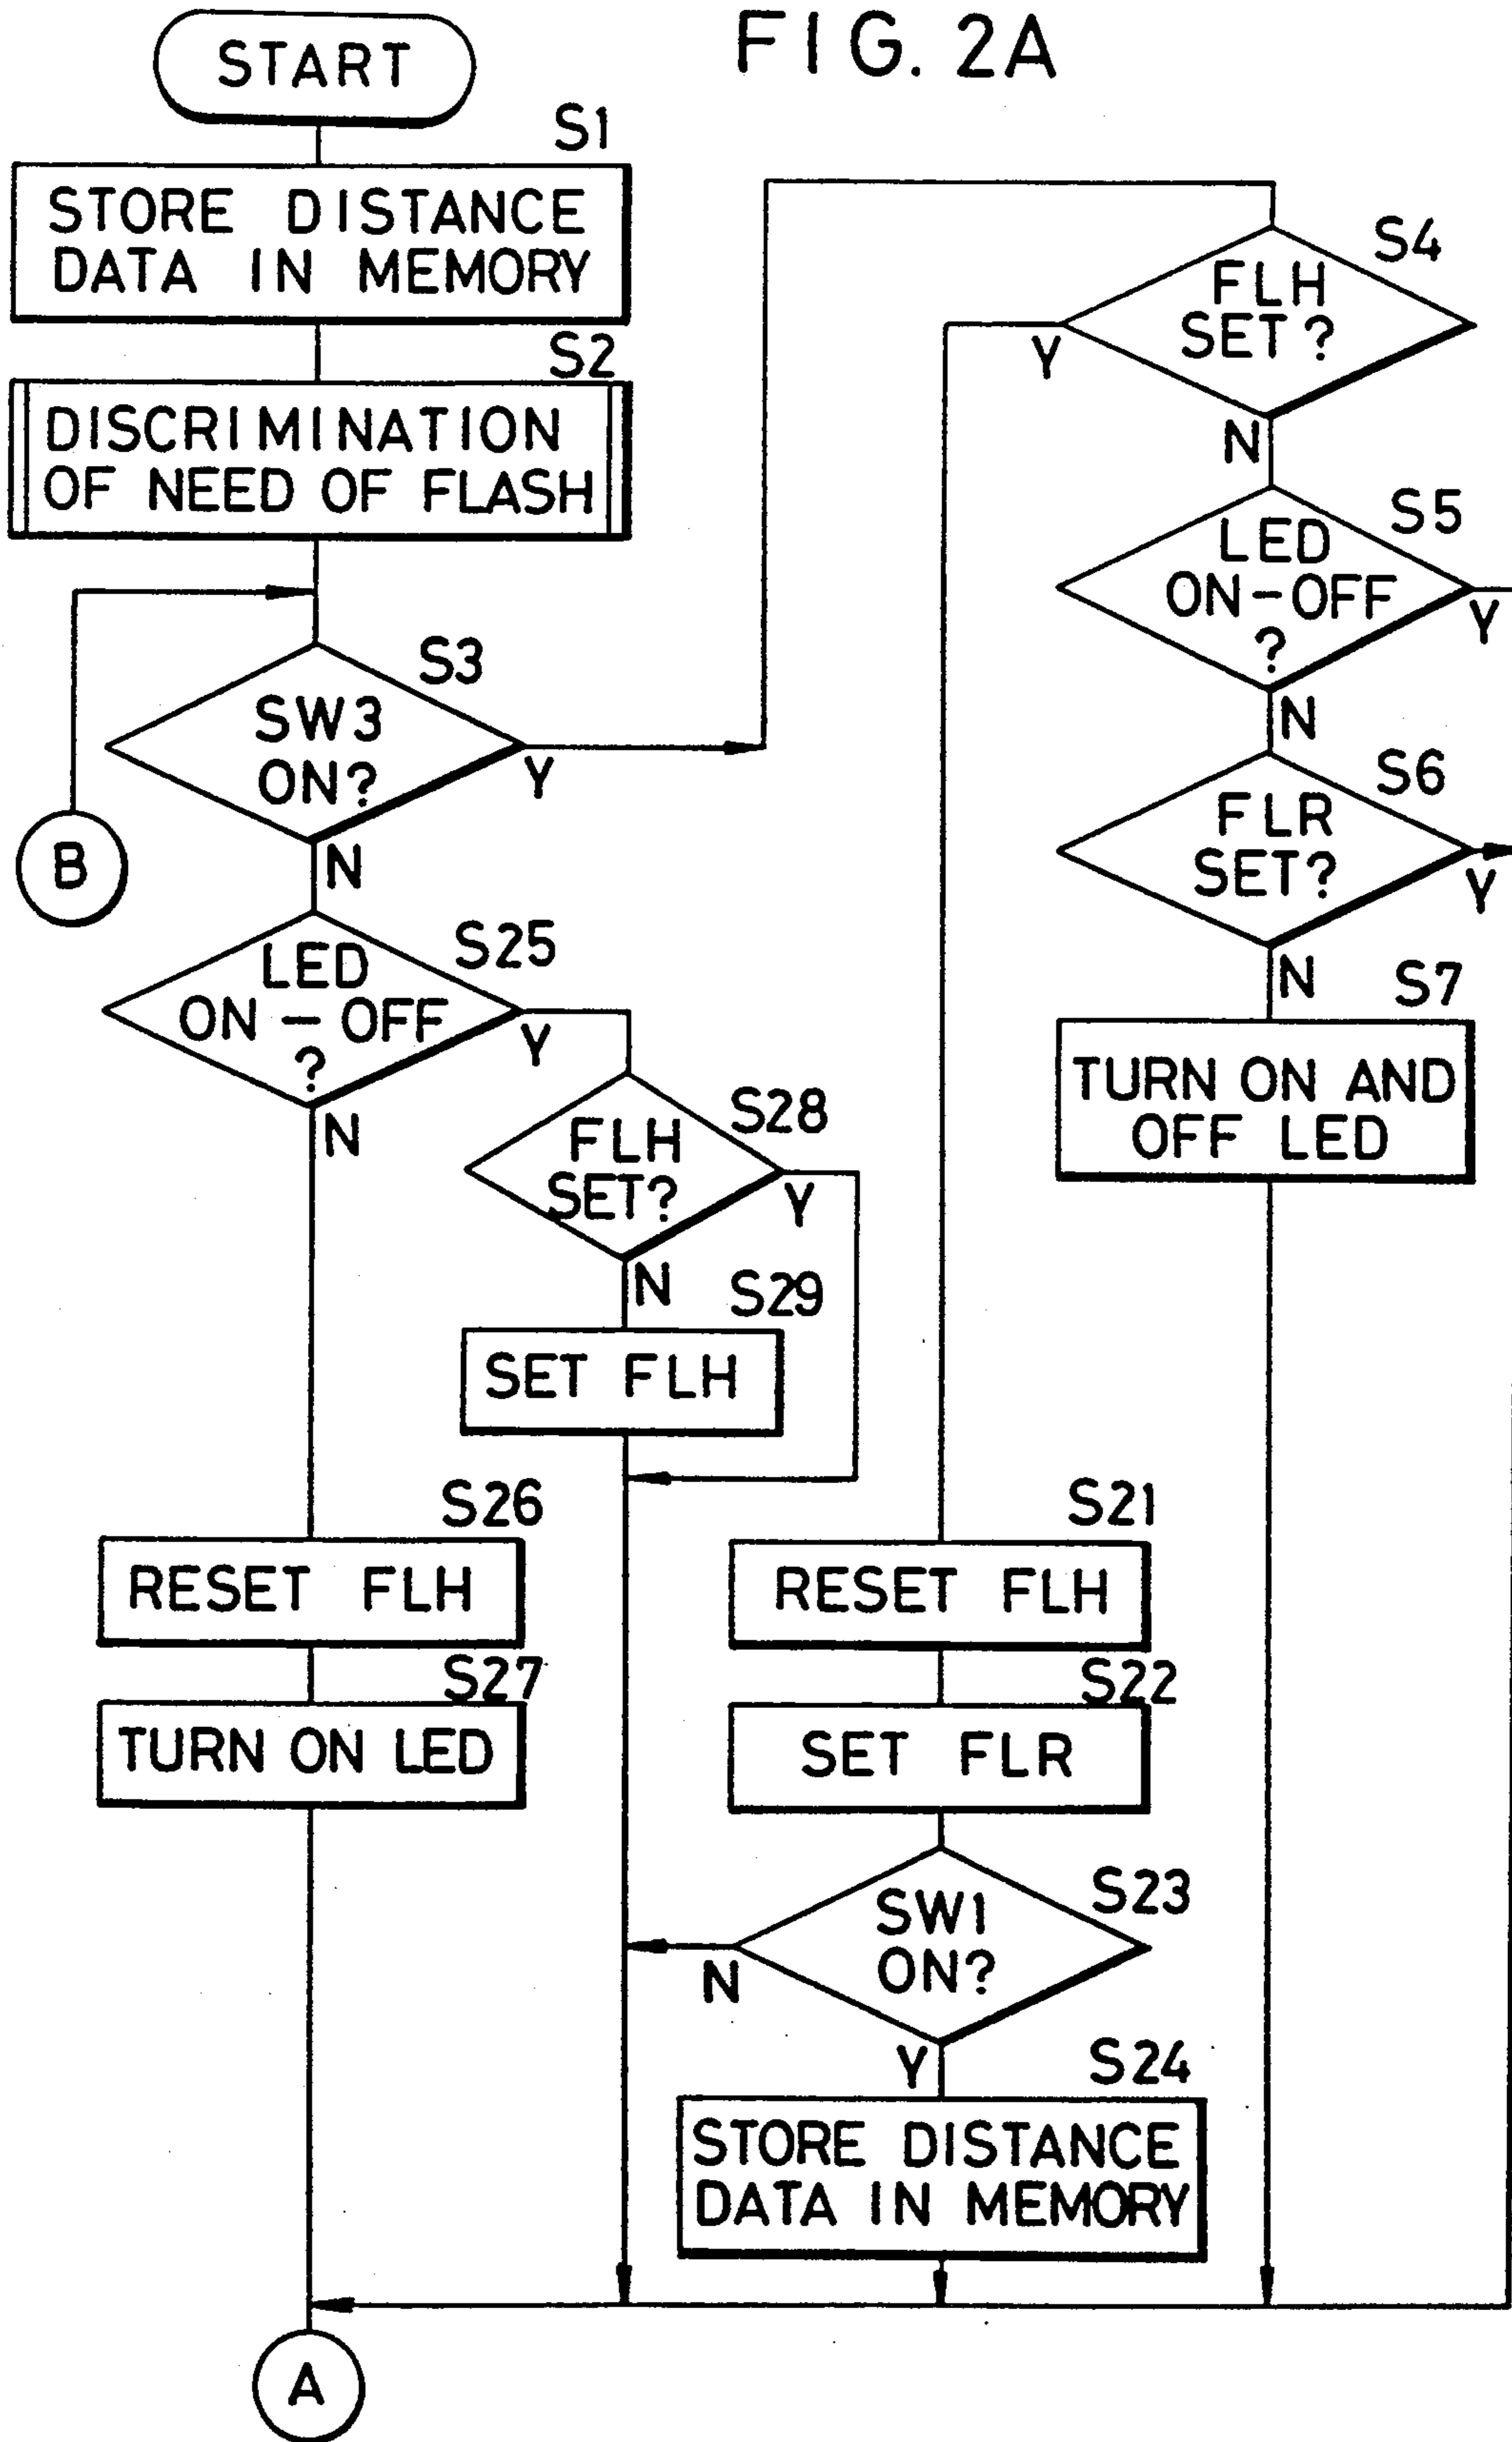 FIG. 2A
START
S1
STORE DISTANCE
DATA IN MEMORY
S2
DISCRIMINATION
OF NEED OF FLASH
S3
SW3
ON?
Y
N
B
S25
LED
ON-OFF
?
Y
N
S28
FLH
SET?
Y
N
S29
SET FLH
S26
RESET FLH
S27
TURN ON LED
A
S4
FLH
SET?
Y
N
S5
LED
ON-OFF
?
Y
N
S6
FLR
SET?
Y
N
S7
TURN ON AND
OFF LED
S21
RESET FLH
S22
SET FLR
S23
SW1
ON?
N
Y
S24
STORE DISTANCE
DATA IN MEMORY